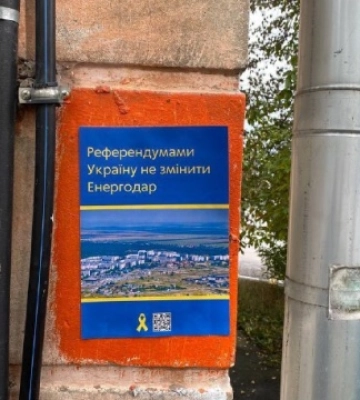 Референдумами
Україну не змінити
Енергодар